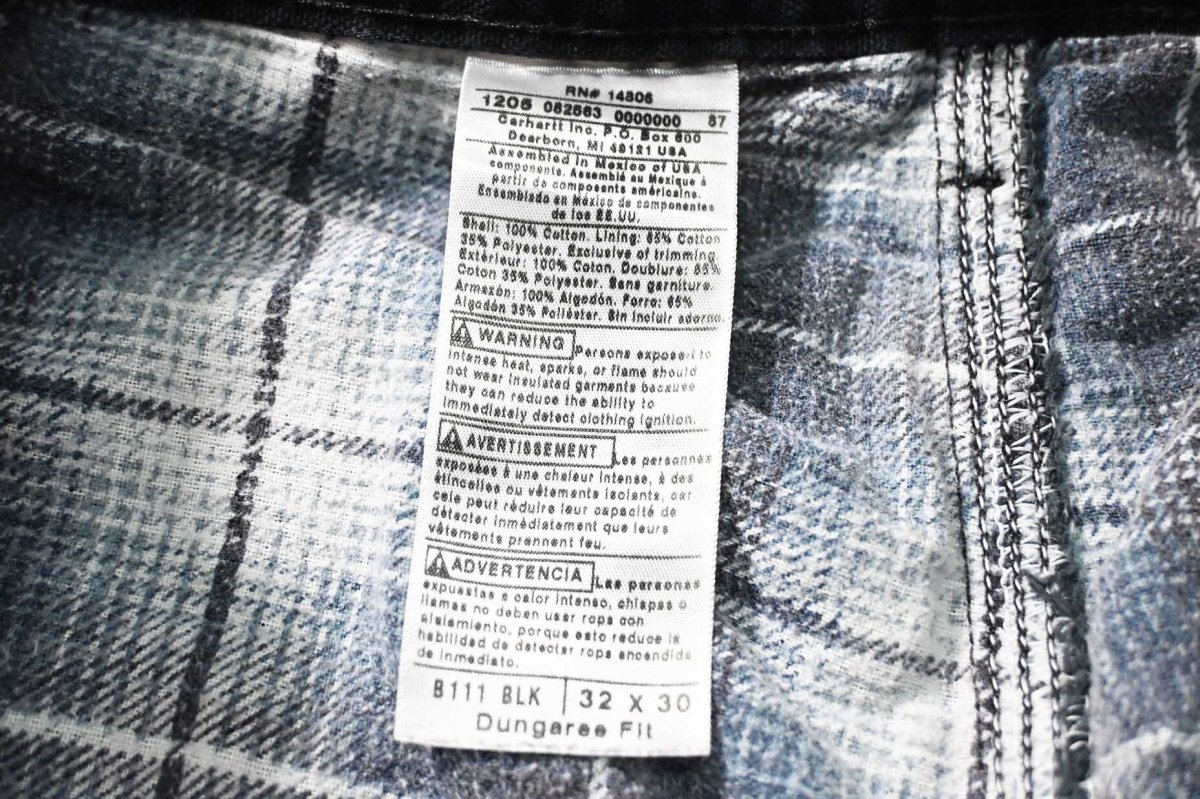 RN# 14806
1205 082563 0000000 87
Carhartt Inc. P.O. Box 600
Dearborn, MI 48121 USA
Assembled in Mexico of USA
components. Assemblé au Mexique à
partir de composants américains.
Ensamblado en México de componentes
de los EE.UU.
Shell: 100% Cotton. Lining: 65% Cotton
35% Polyester. Exclusive of trimming
Extérieur: 100% Coton. Doublure: 65%
Coton 35% Polyester. Sans garniture.
Armazón: 100% Algodón. Forro: 65%
Algodón 35% Poliéster. Sin incluir adorno.
WARNING Persons exposed to
intense heat, sparks, or flame should
not wear insulated garments because
they can reduce the ability to
immediately detect clothing ignition.
AVERTISSEMENT Les personnes
exposées à une chaleur intense, à des
étincelles ou vêtements isolants, car
cela peut réduire leur capacité de
détecter immédiatement que leurs
vêtements prennent feu.
ADVERTENCIA Las personas
expuestas a calor intenso, chispas o
llamas no deben usar ropa con
aislamiento, porque esto reduce la
habilidad de detectar ropa encendida
de inmediato.
B111 BLK 32 X 30
Dungaree Fit